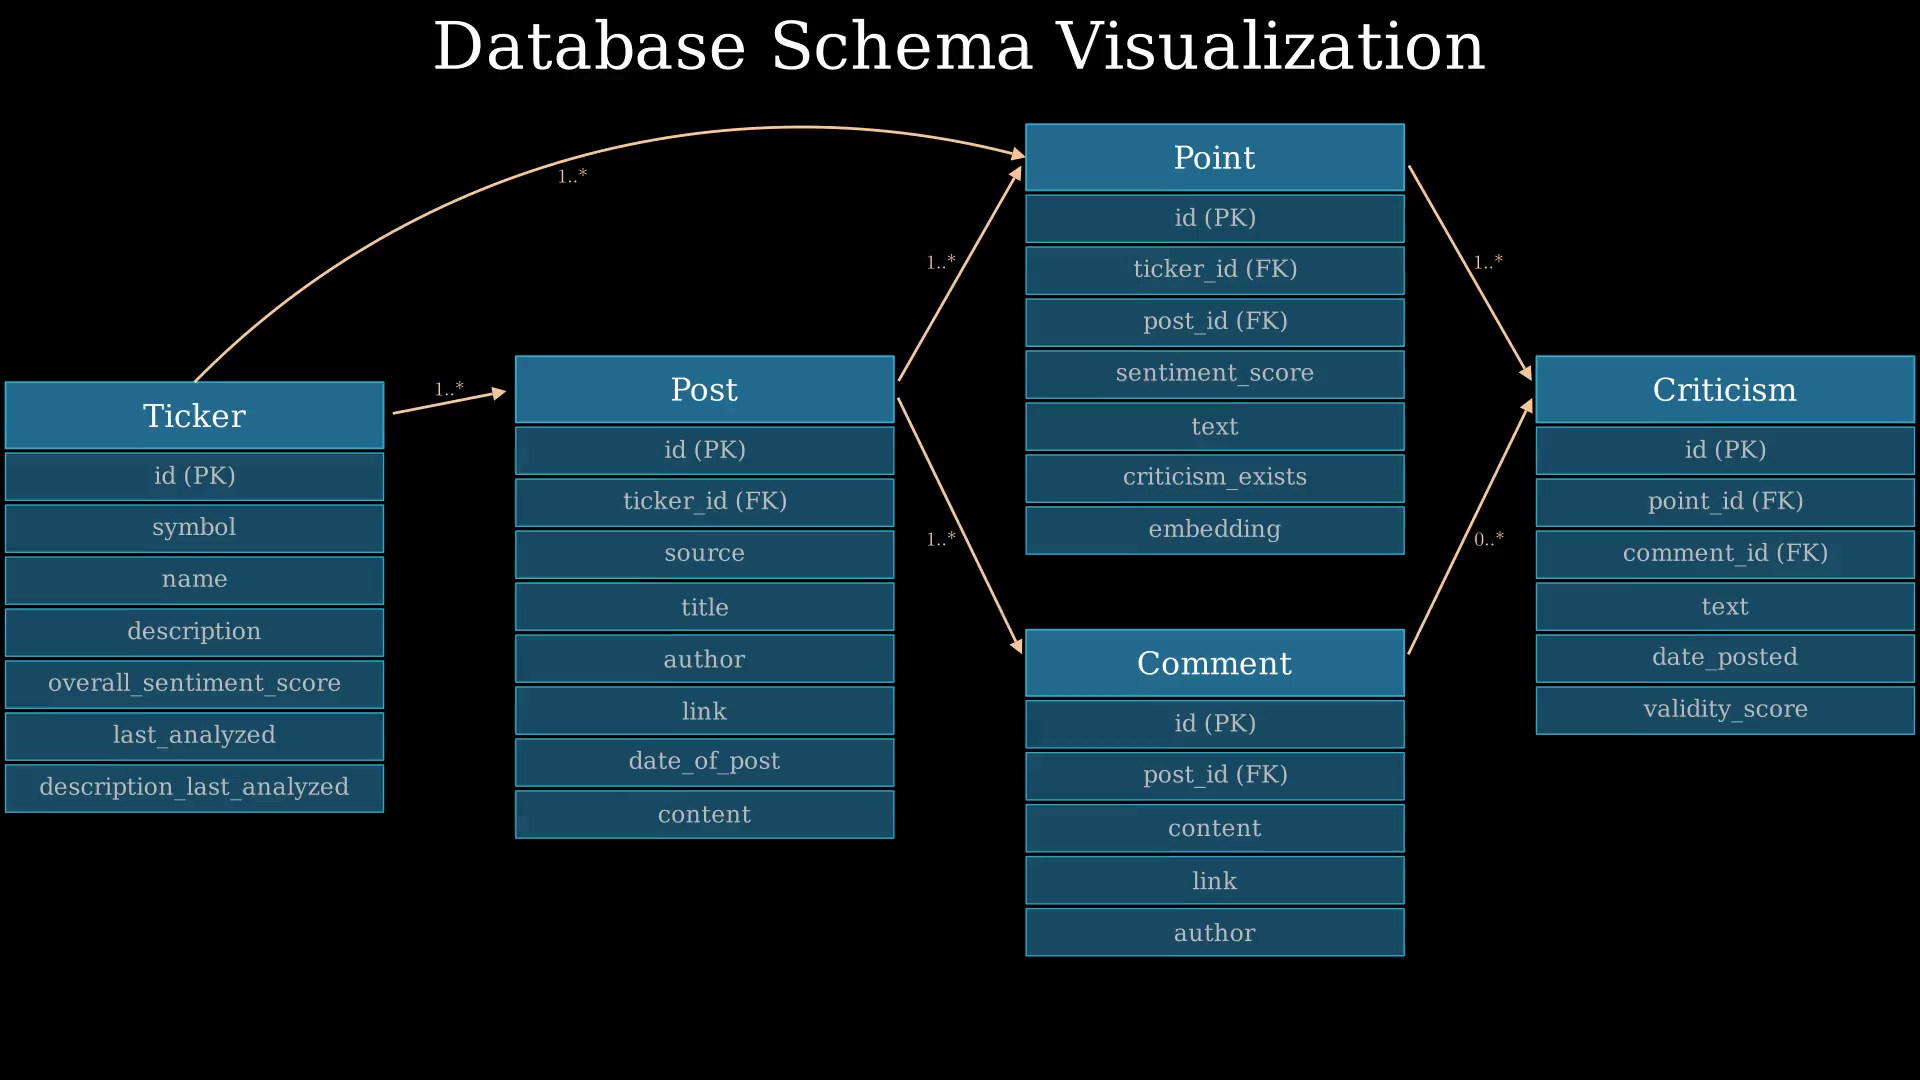 Database Schema Visualization
1..*
Ticker
id (PK)
symbol
name
description
overall_sentiment_score
last_analyzed
description_last_analyzed
1..*
Post
id (PK)
ticker_id (FK)
source
title
author
link
date_of_post
content
1..*
1..*
Point
id (PK)
ticker_id (FK)
post_id (FK)
sentiment_score
text
criticism_exists
embedding
Comment
id (PK)
post_id (FK)
content
link
author
1..*
0..*
Criticism
id (PK)
point_id (FK)
comment_id (FK)
text
date_posted
validity_score